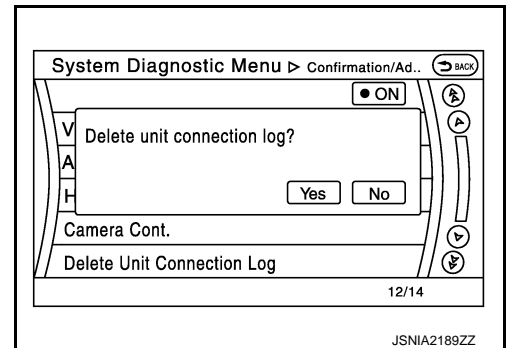 System Diagnostic Menu ▷ Confirmation/Ad.. BACK
● ON
V
Delete unit connection log?
A
H
Yes No
Camera Cont.
Delete Unit Connection Log
12/14
JSNIA2189ZZ